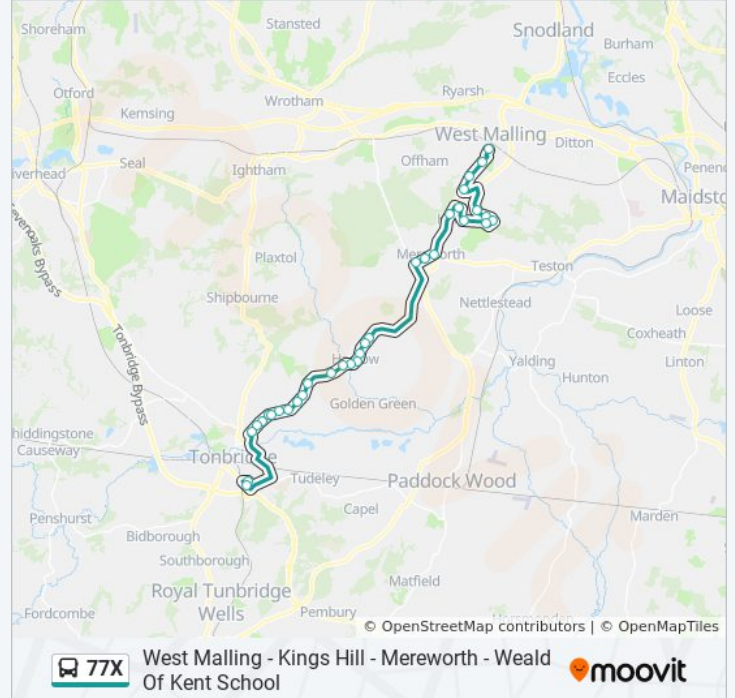 Shoreham
Stansted
Snodland
Burham
Eccles
Otford
Wrotham
Ryarsh
Kemsing
West Malling
Ditton
Offham
Seal
Ightham
Maidsto
Plaxtol
Teston
Shipbourne
Nettlestead
Loose
Coxheath
Yalding
Linton
Hunton
Tonbridge Bypass
Golden Green
Causeway
Tudeley
Paddock Wood
Capel
Marden
Penshurst
Bidborough
Southborough
Matfield
Royal Tunbridge
Wells
Fordcombe
Pembury
© OpenStreetMap contributors | © OpenMapTiles
77X
West Malling - Kings Hill - Mereworth - Weald
Of Kent School
moovit